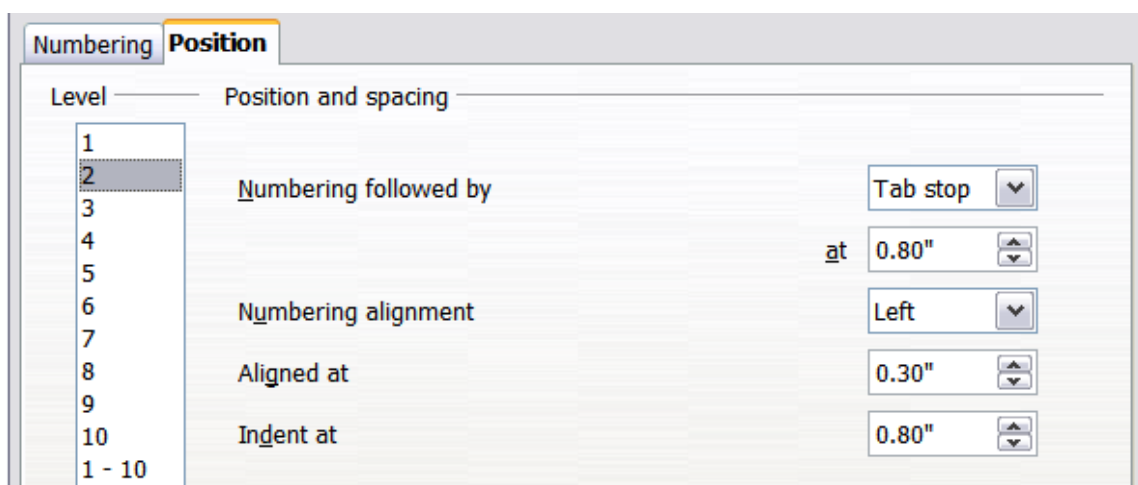 Numbering Position
Level Position and spacing
1
2
Numbering followed by Tab stop
3
4
at 0.80"
5
6
Numbering alignment Left
7
8
Aligned at 0.30"
9
10
Indent at 0.80"
1 - 10